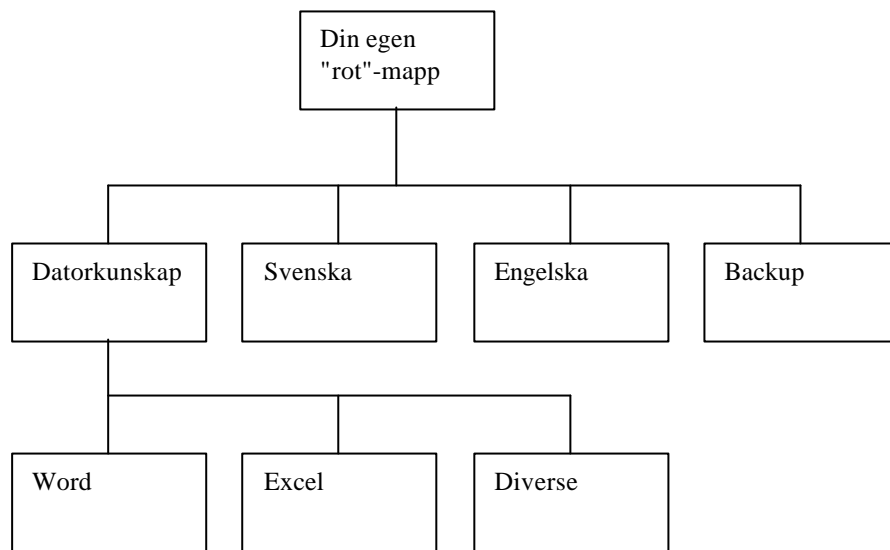 Din egen
"rot"-mapp
Datorkunskap
Svenska
Engelska
Backup
Word
Excel
Diverse